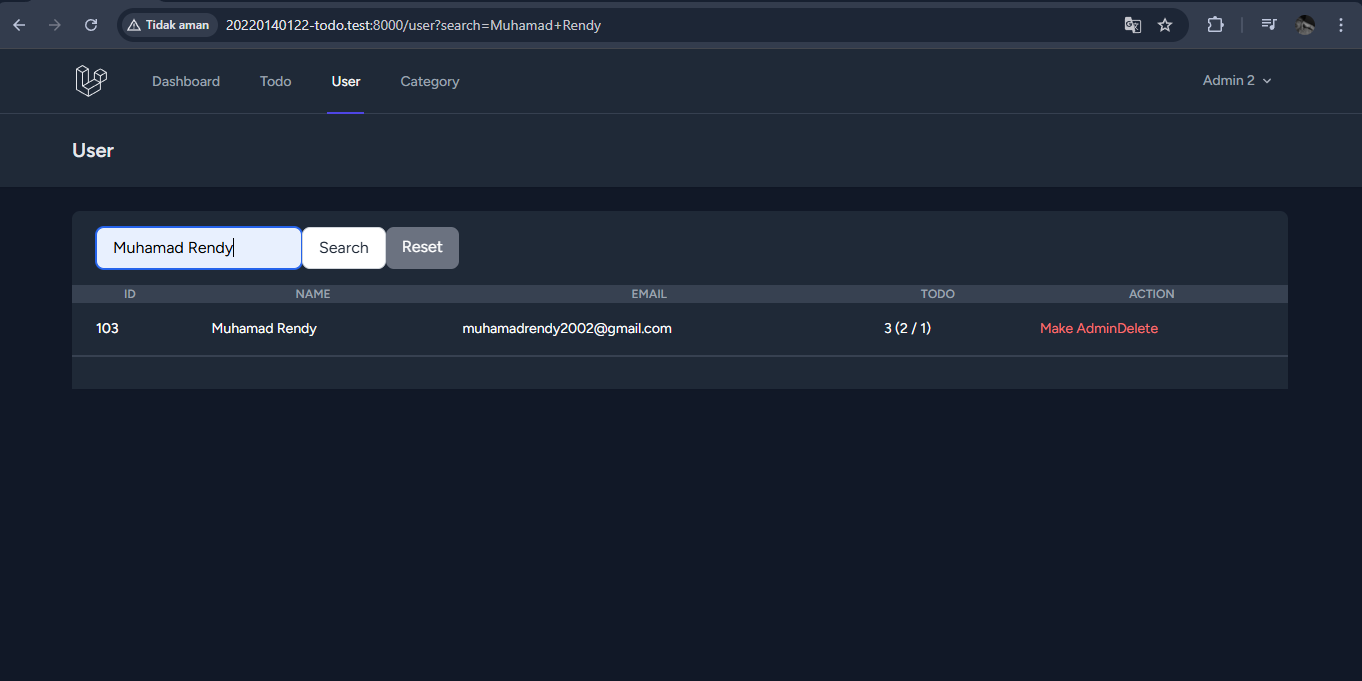 Tidak aman 20220140122-todo.test:8000/user?search=Muhamad+Rendy
Dashboard Todo User Category Admin 2
User
Muhamad Rendy Search Reset
ID NAME EMAIL TODO ACTION
103 Muhamad Rendy muhamadrendy2002@gmail.com 3 (2 / 1) Make AdminDelete